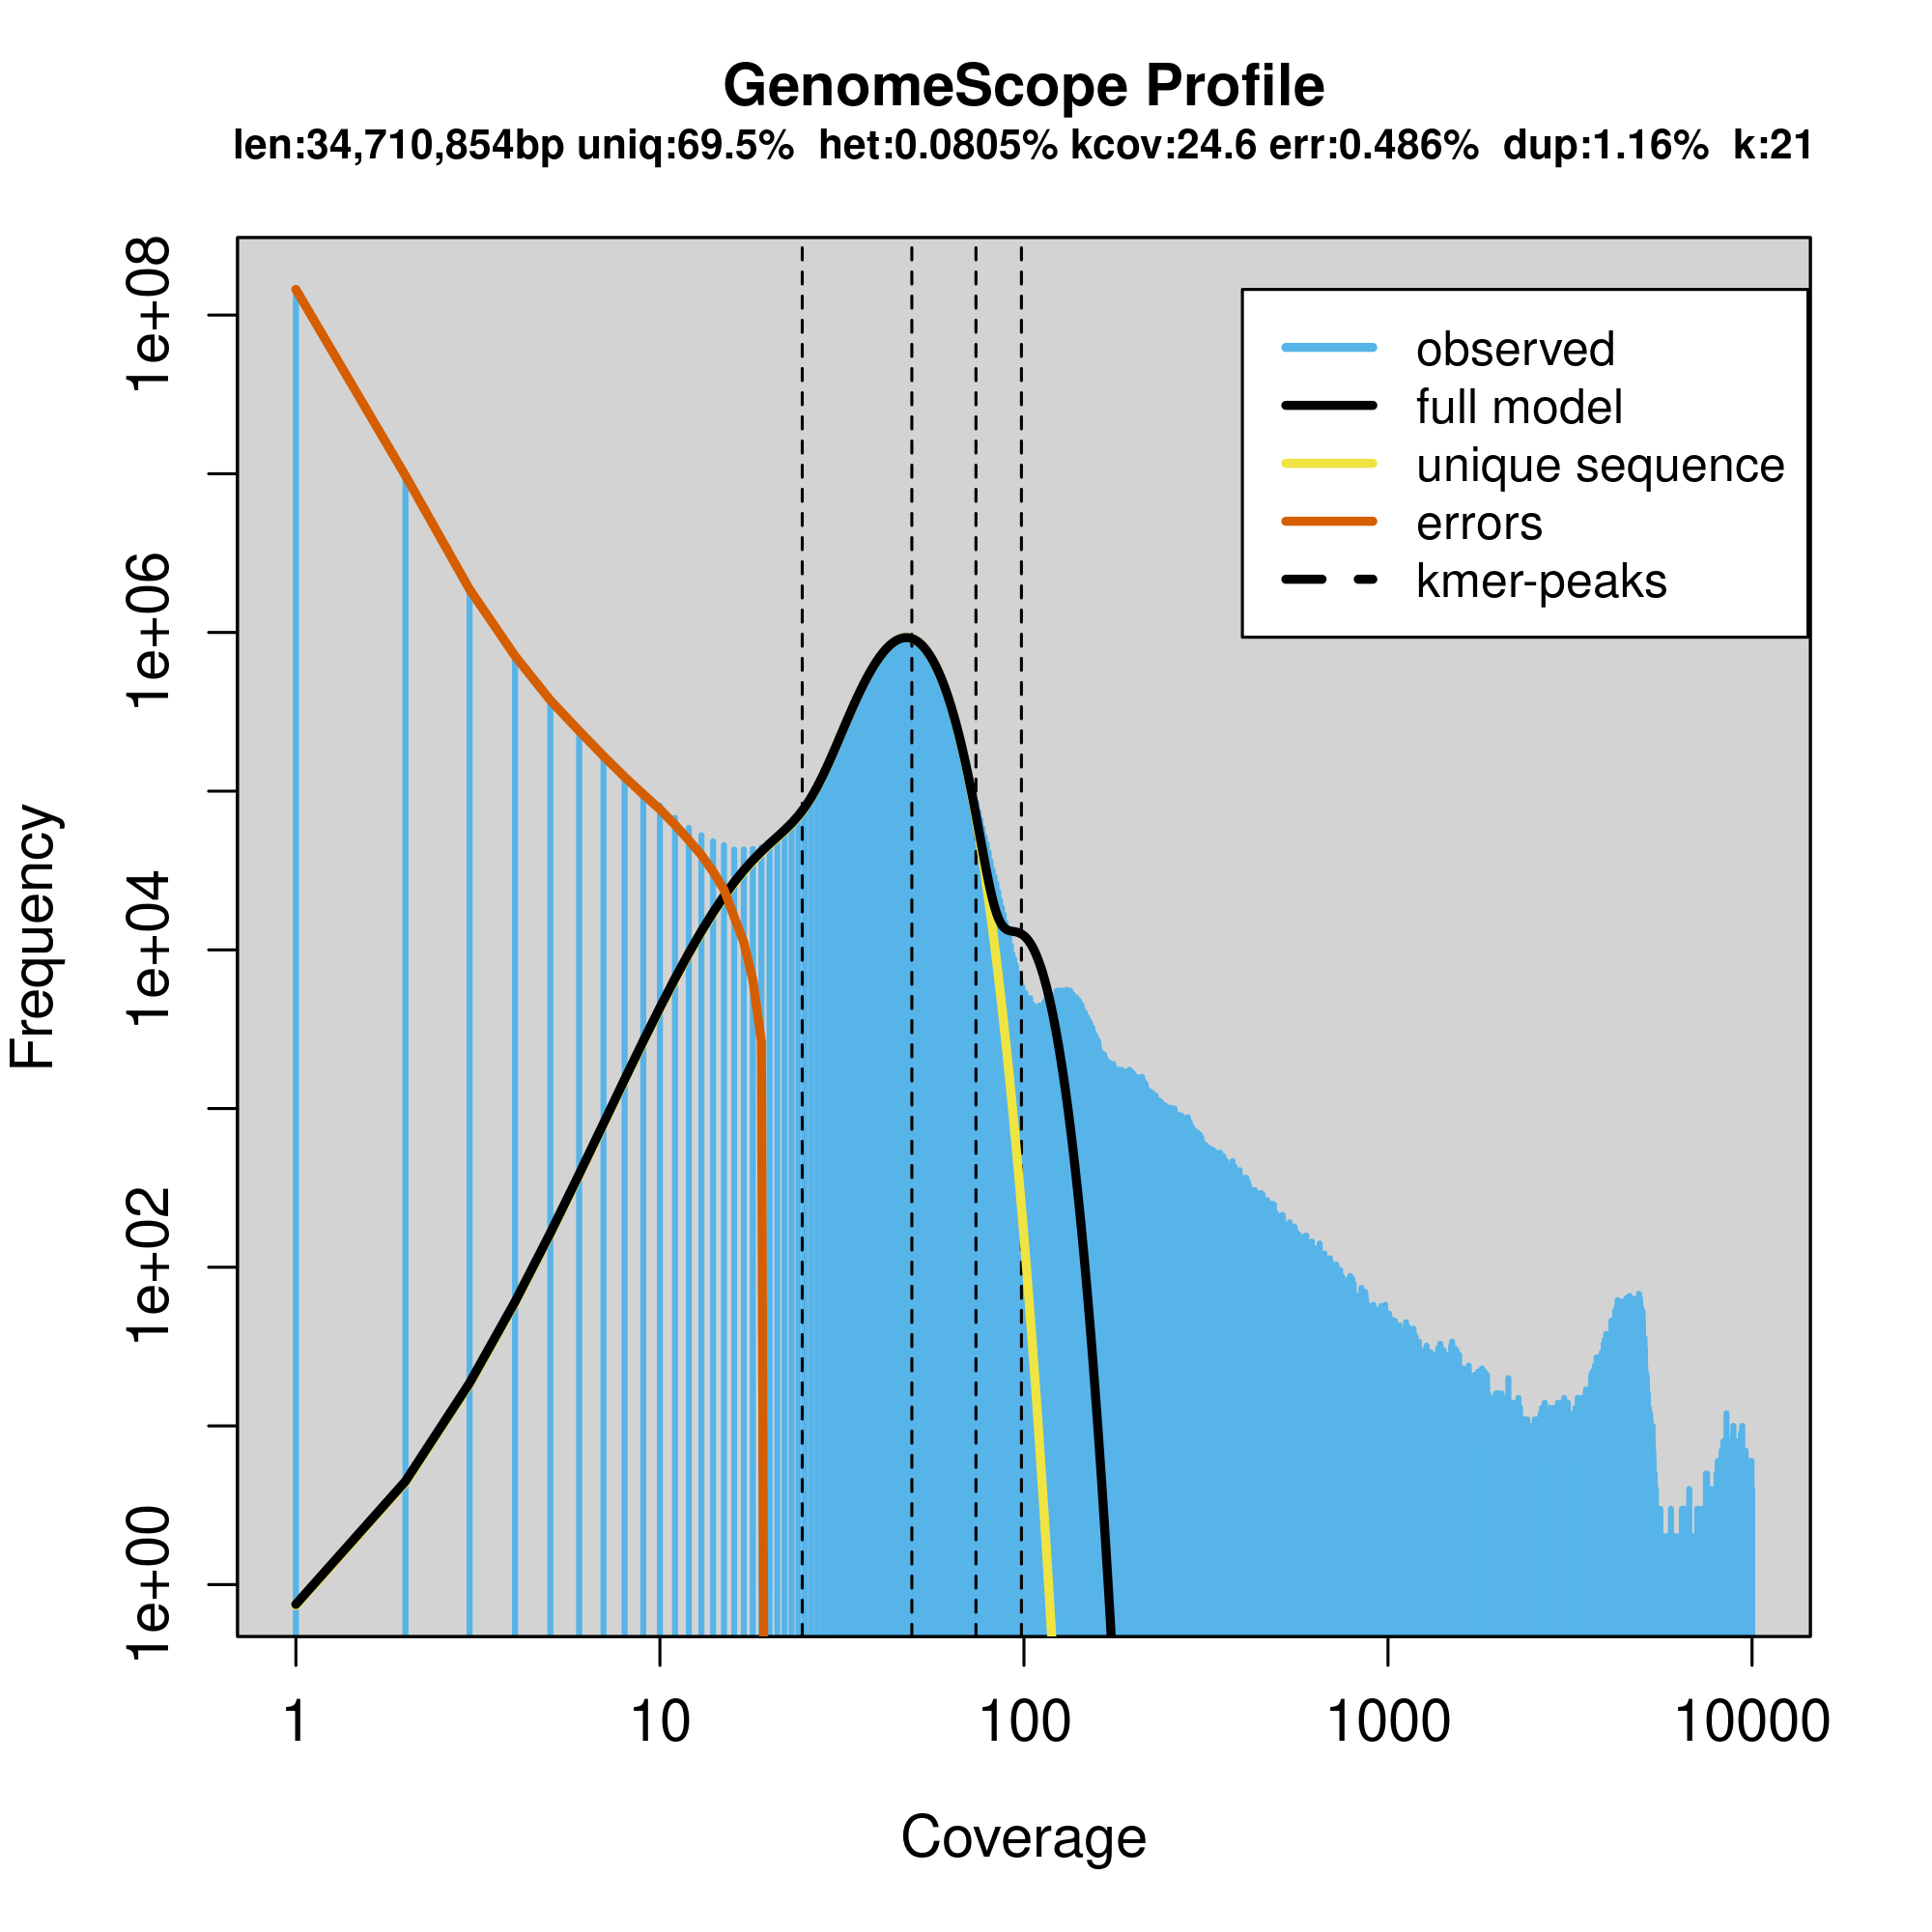 GenomeScope Profile
len:34,710,854bp uniq:69.5% het:0.0805% kcov:24.6 err:0.486% dup:1.16% k:21
1e+08
1e+06
1e+04
1e+02
1e+00
Frequency
observed
full model
unique sequence
errors
kmer-peaks
1 10 100 1000 10000
Coverage